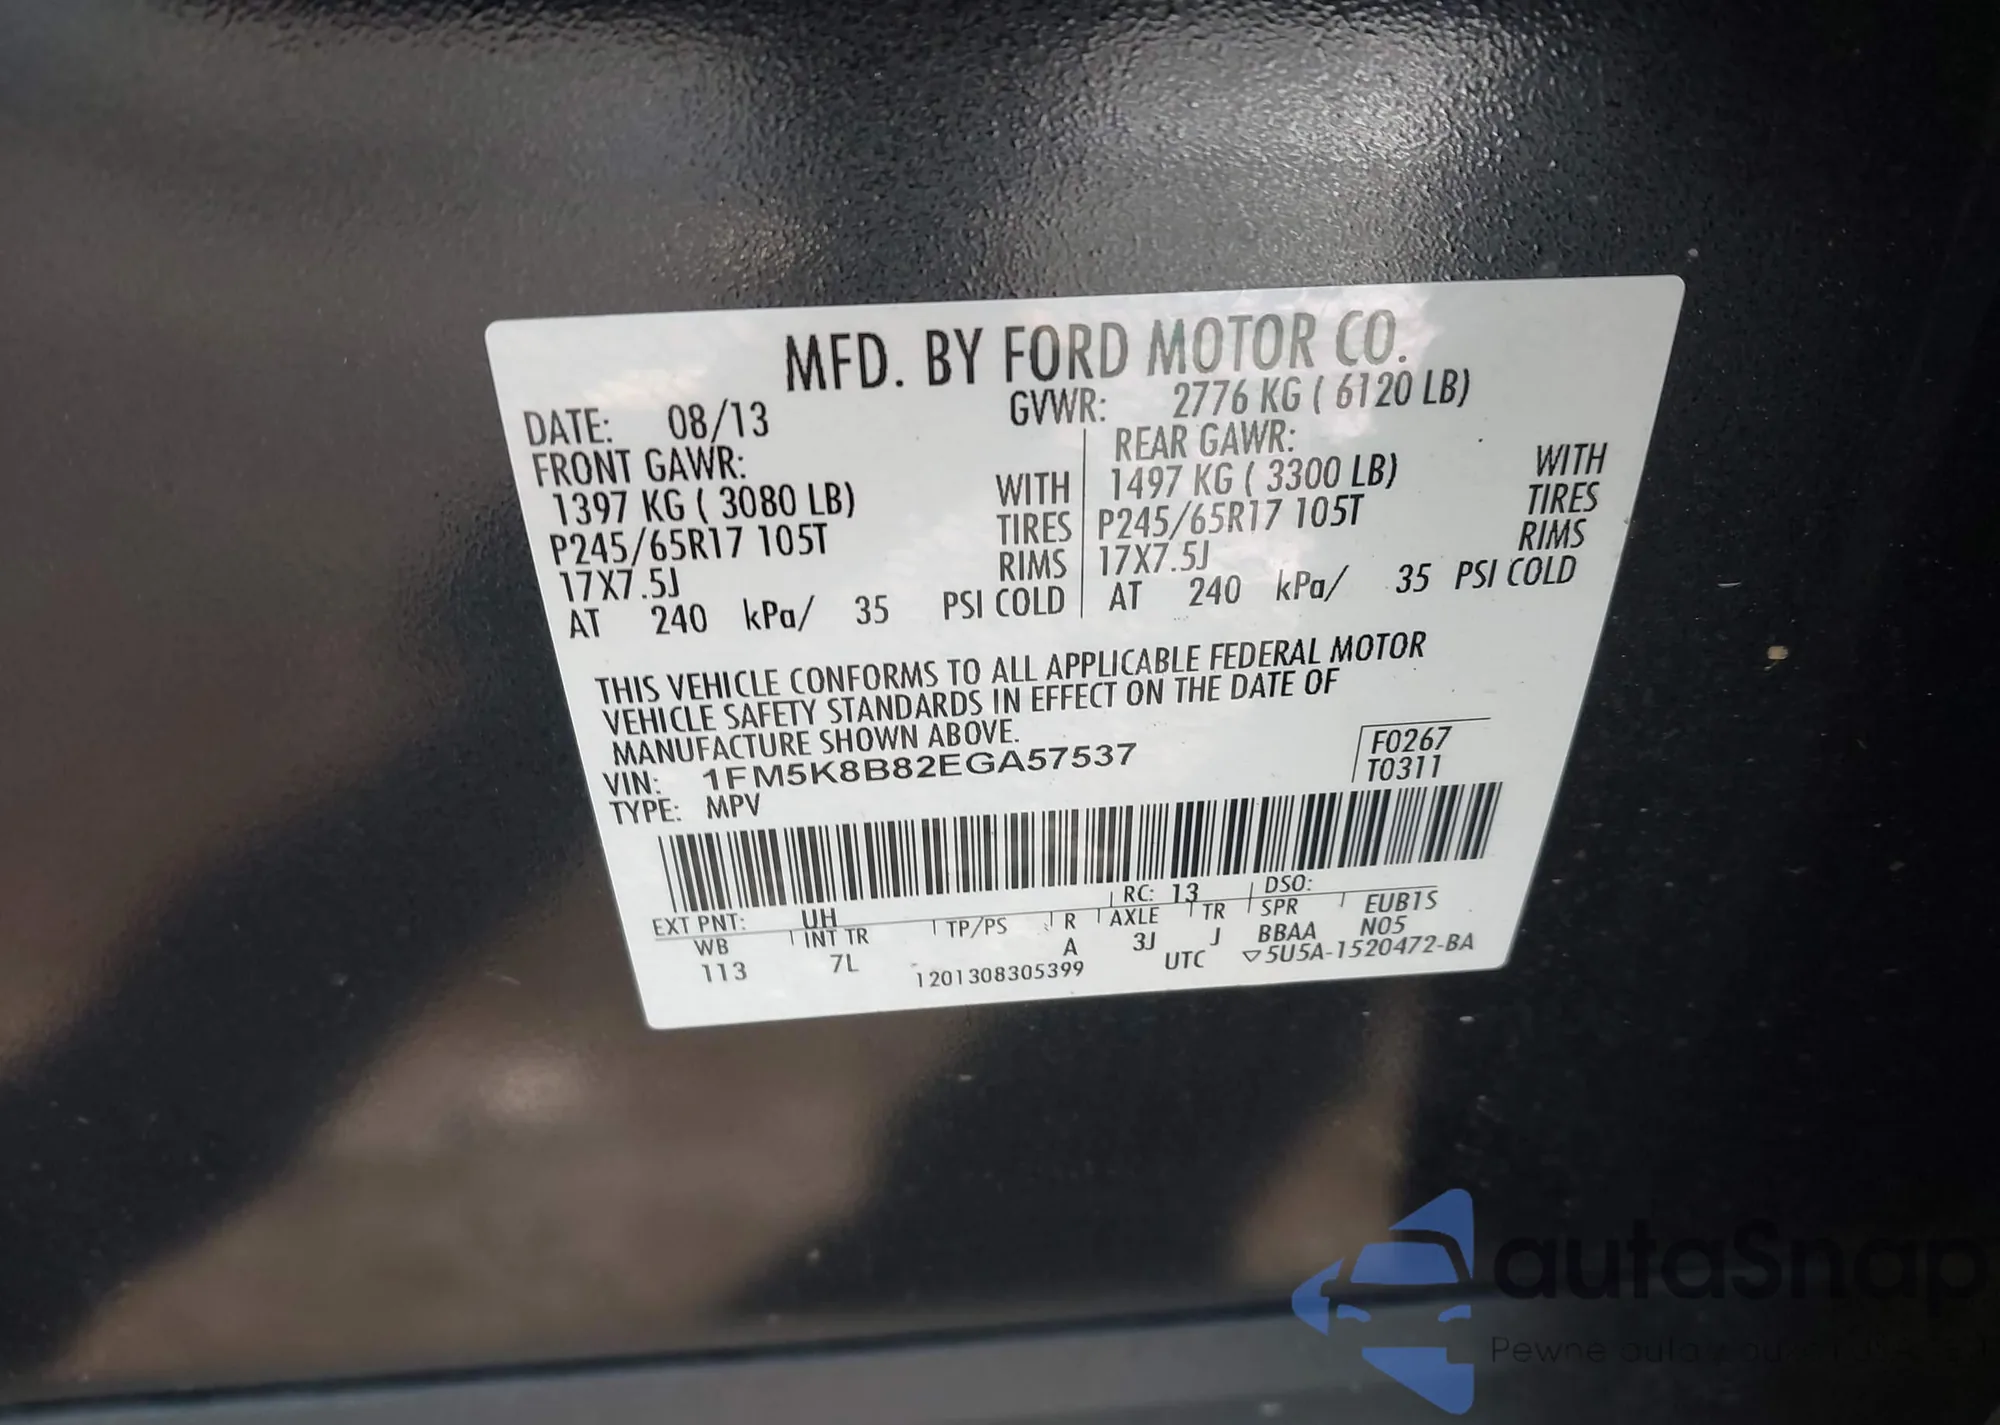 MFD. BY FORD MOTOR CO.
DATE: 08/13 GVWR: 2776 KG ( 6120 LB)
FRONT GAWR: REAR GAWR:
1397 KG ( 3080 LB) WITH 1497 KG ( 3300 LB) WITH
P245/65R17 105T TIRES P245/65R17 105T TIRES
17X7.5J RIMS 17X7.5J RIMS
AT 240 kPa/ 35 PSI COLD AT 240 kPa/ 35 PSI COLD
THIS VEHICLE CONFORMS TO ALL APPLICABLE FEDERAL MOTOR
VEHICLE SAFETY STANDARDS IN EFFECT ON THE DATE OF
MANUFACTURE SHOWN ABOVE.
VIN: 1FM5K8B82EGA57537 F0267
TYPE: MPV T0311
EXT PNT: UH RC: 13 DSO:
WB INT TR TP/PS R AXLE TR SPR EUB1S
113 7L A 3J J BBAA N05
1201308305399 UTC ▽5U5A-1520472-BA
autaSnap
Pewne auta z